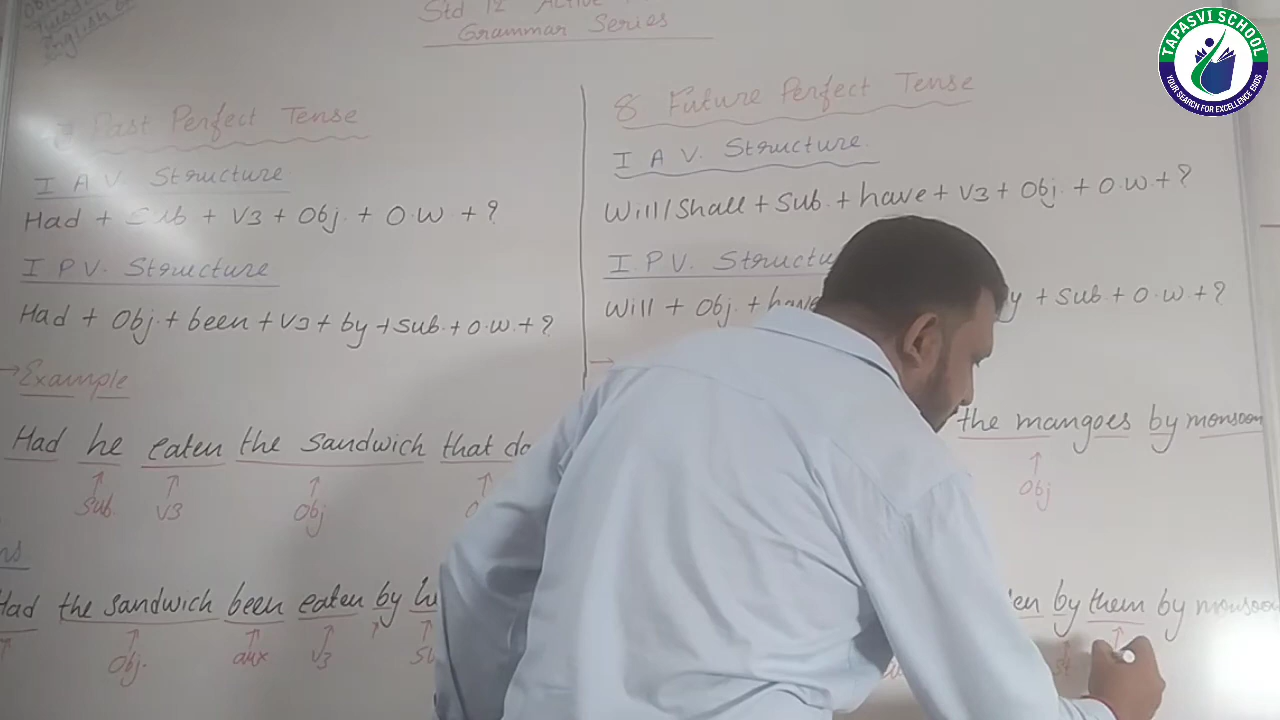 Std 12 Active
Grammar Series
TAPASVI SCHOOL
YOUR SEARCH FOR EXCELLENCE ENDS
Past Perfect Tense
I A V. Structure
Had + Sub + V3 + Obj. + O.W + ?
I P V. Structure
Had + Obj. + been + V3 + by + Sub. + O.W + ?
→ Example
Had he eaten the sandwich that
Sub. V3 Obj
Had the sandwich been eaten by
Obj. aux V3
8 Future Perfect Tense
I A V. Structure
Will/Shall + Sub. + have + V3 + Obj. + O.W + ?
I. P V.
Will + Obj. + have + Sub + O.W + ?
the mangoes by monsoon
Obj
by them by monsoon